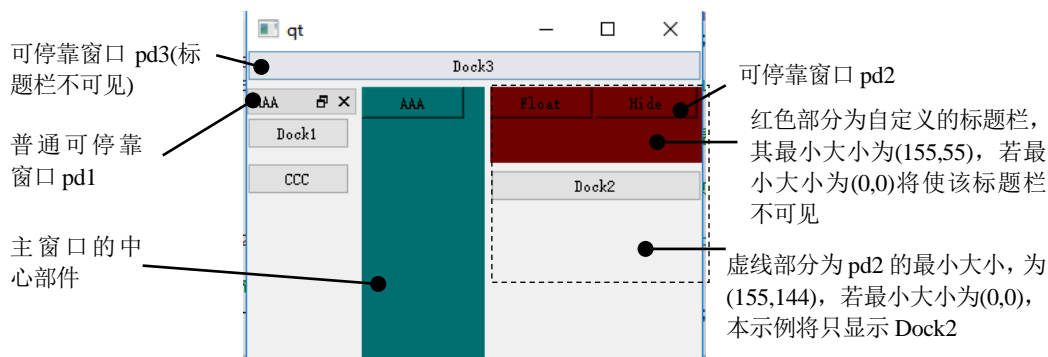 qt
可停靠窗口 pd3(标
题栏不可见)
Dock3
可停靠窗口 pd2
AAA
AAA
Float
Hide
红色部分为自定义的标题栏，
其最小大小为(155,55)，若最
小大小为(0,0)将使该标题栏
不可见
普通可停靠
窗口 pd1
Dock1
CCC
Dock2
主窗口的中
心部件
虚线部分为 pd2 的最小大小，为
(155,144)，若最小大小为(0,0)，
本示例将只显示 Dock2